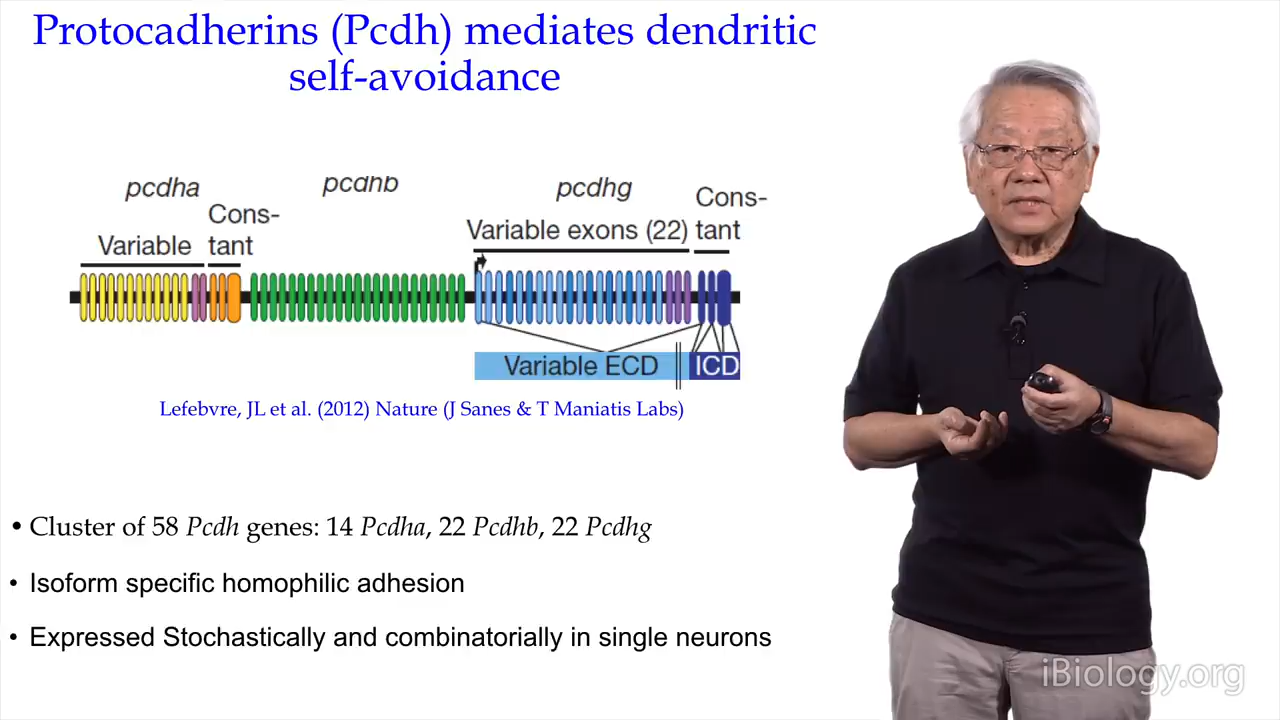 Protocadherins (Pcdh) mediates dendritic
self-avoidance
pcdha
pcdhb
pcdhg
Cons-
tant
Variable
Variable exons (22)
Cons-
tant
Variable ECD
ICD
Lefebvre, JL et al. (2012) Nature (J Sanes & T Maniatis Labs)
• Cluster of 58 Pcdh genes: 14 Pcdha, 22 Pcdhb, 22 Pcdhg
• Isoform specific homophilic adhesion
• Expressed Stochastically and combinatorially in single neurons
iBiology.org